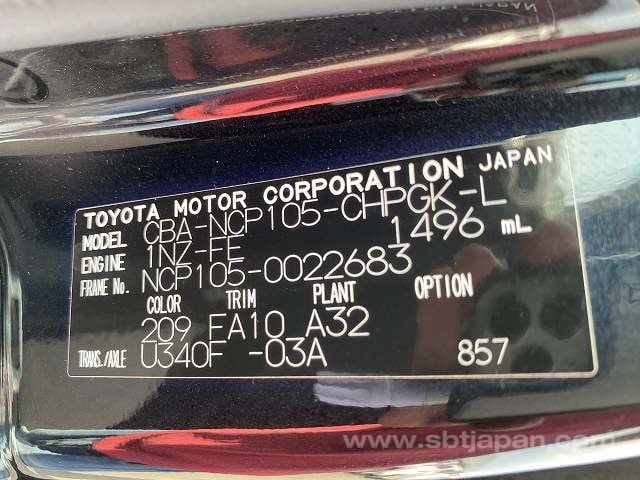 TOYOTA MOTOR CORPORATION JAPAN
MODEL CBA-NCP105-CHPGK-L
ENGINE 1NZ-FE 1496 mL
FRAME No. NCP105-0022683
COLOR TRIM PLANT OPTION
209 FA10 A32
TRANS./AXLE U340F -03A 857
www.sbtjapan.com